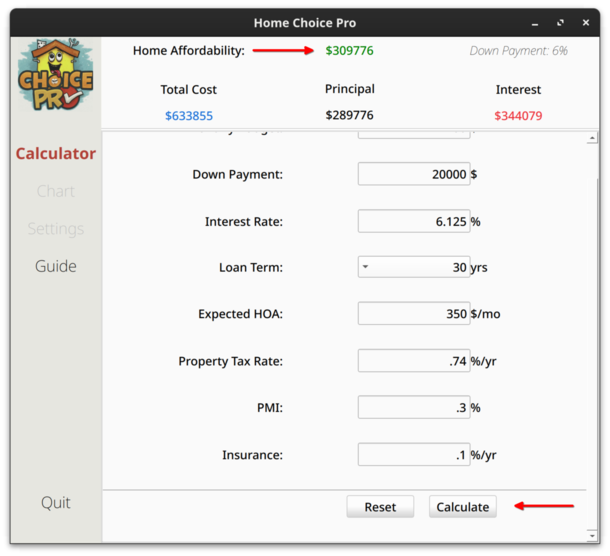 Home Choice Pro
Home Affordability: $309776 Down Payment: 6%
CHOICE
PRO
Total Cost Principal Interest
$633855 $289776 $344079
Calculator
Chart
Settings
Guide
Quit
Down Payment: 20000 $
Interest Rate: 6.125 %
Loan Term: 30 yrs
Expected HOA: 350 $/mo
Property Tax Rate: .74 %/yr
PMI: .3 %
Insurance: .1 %/yr
Reset Calculate